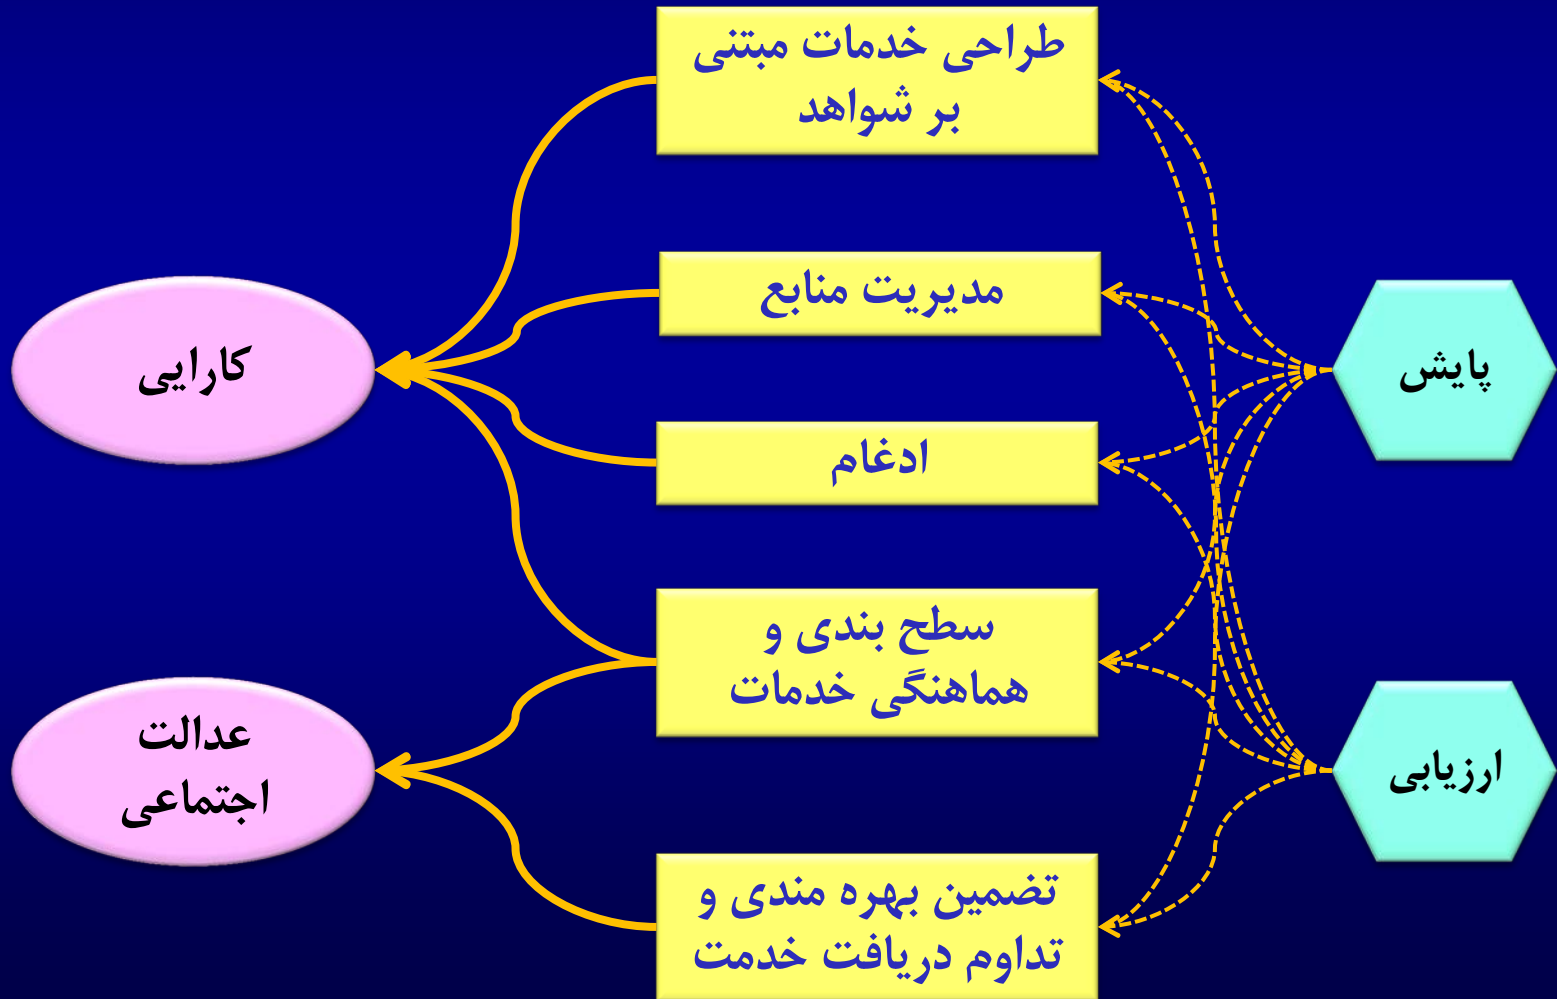 طراحی خدمات مبتنی
بر شواهد
مدیریت منابع
ادغام
سطح بندی و
هماهنگی خدمات
تضمین بهره مندی و
تداوم دریافت خدمت
پایش
ارزیابی
کارایی
عدالت
اجتماعی